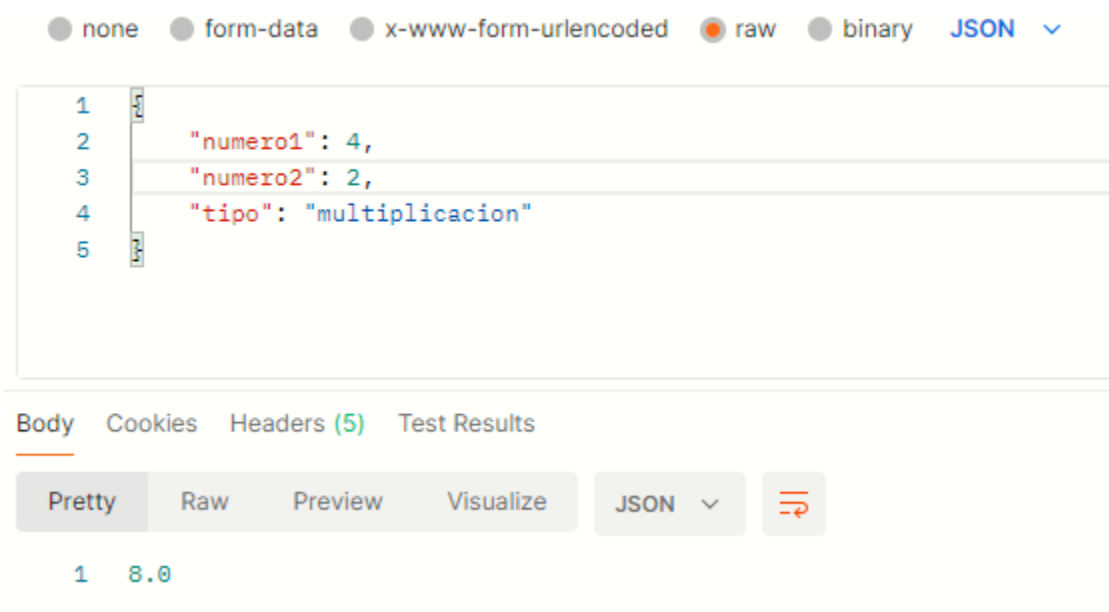 none form-data x-www-form-urlencoded raw binary JSON
1 {
2 "numero1": 4,
3 "numero2": 2,
4 "tipo": "multiplicacion"
5 }
Body Cookies Headers (5) Test Results
Pretty Raw Preview Visualize JSON
1 8.0